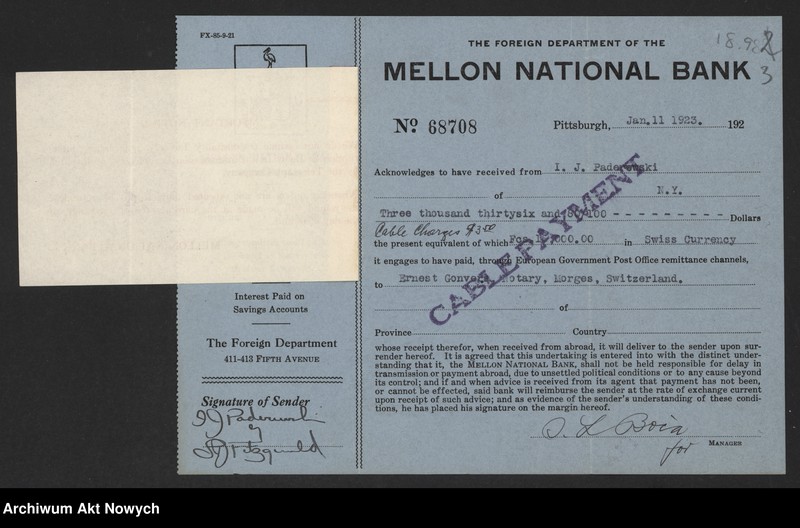 FX-85-9-21
THE FOREIGN DEPARTMENT OF THE
MELLON NATIONAL BANK
18.98
3
No. 68708
Pittsburgh, Jan.11 1923. 192
Acknowledges to have received from I. J. Paderewski
of N.Y.
Three thousand thirtysix and /100 - - - - - - - - - Dollars
Cable Charges $3.00
the present equivalent of which 000.00 in Swiss Currency
it engages to have paid, through European Government Post Office remittance channels,
to Ernest Gonvers, Notary, Morges, Switzerland.
of
Province Country
CABLE PAYMENT
whose receipt therefor, when received from abroad, it will deliver to the sender upon sur-
render hereof. It is agreed that this undertaking is entered into with the distinct under-
standing that it, the MELLON NATIONAL BANK, shall not be held responsible for delay in
transmission or payment abroad, due to unsettled political conditions or to any cause beyond
its control; and if and when advice is received from its agent that payment has not been,
or cannot be effected, said bank will reimburse the sender at the rate of exchange current
upon receipt of such advice; and as evidence of the sender's understanding of these condi-
tions, he has placed his signature on the margin hereof.
for MANAGER
Interest Paid on
Savings Accounts
The Foreign Department
411-413 FIFTH AVENUE
Signature of Sender
I J Paderewski
by
Fitzgerald
Archiwum Akt Nowych